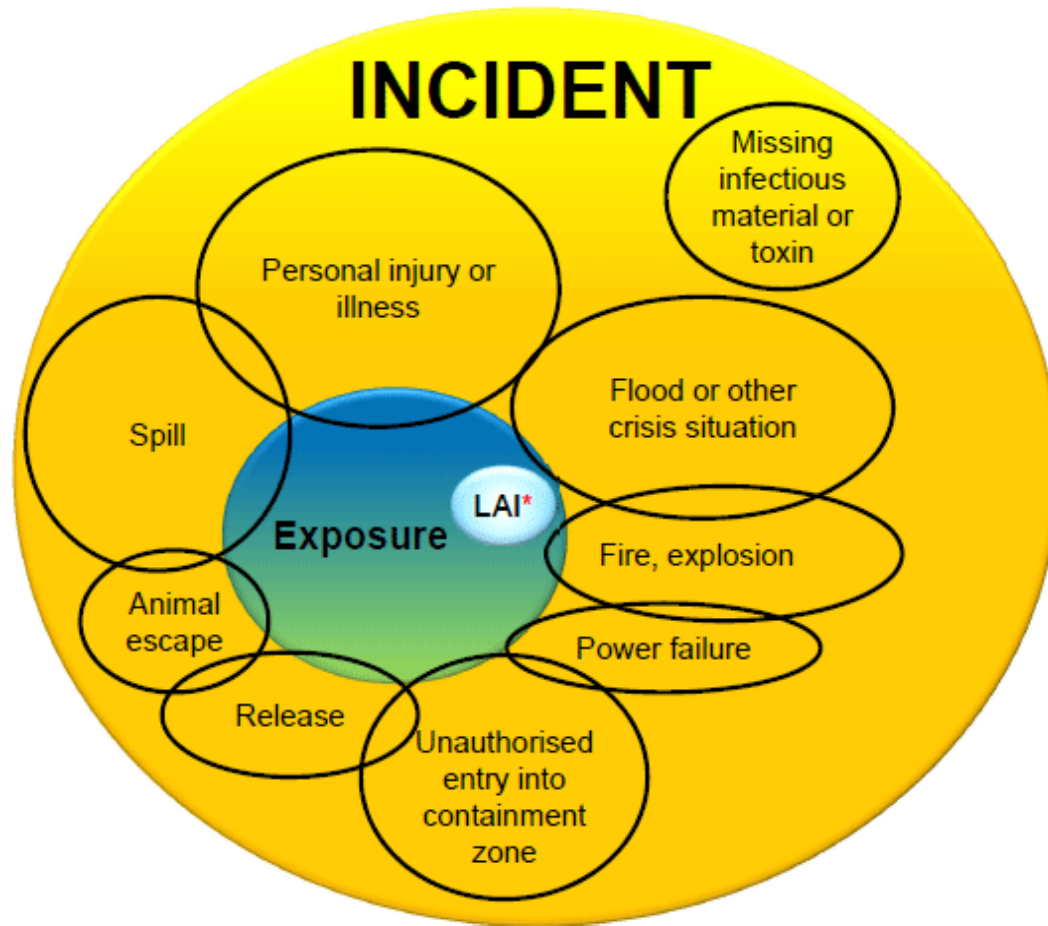 INCIDENT
Missing
infectious
material or
toxin
Personal injury or
illness
Flood or other
crisis situation
Spill
LAI*
Exposure
Fire, explosion
Animal
escape
Power failure
Release
Unauthorised
entry into
containment
zone